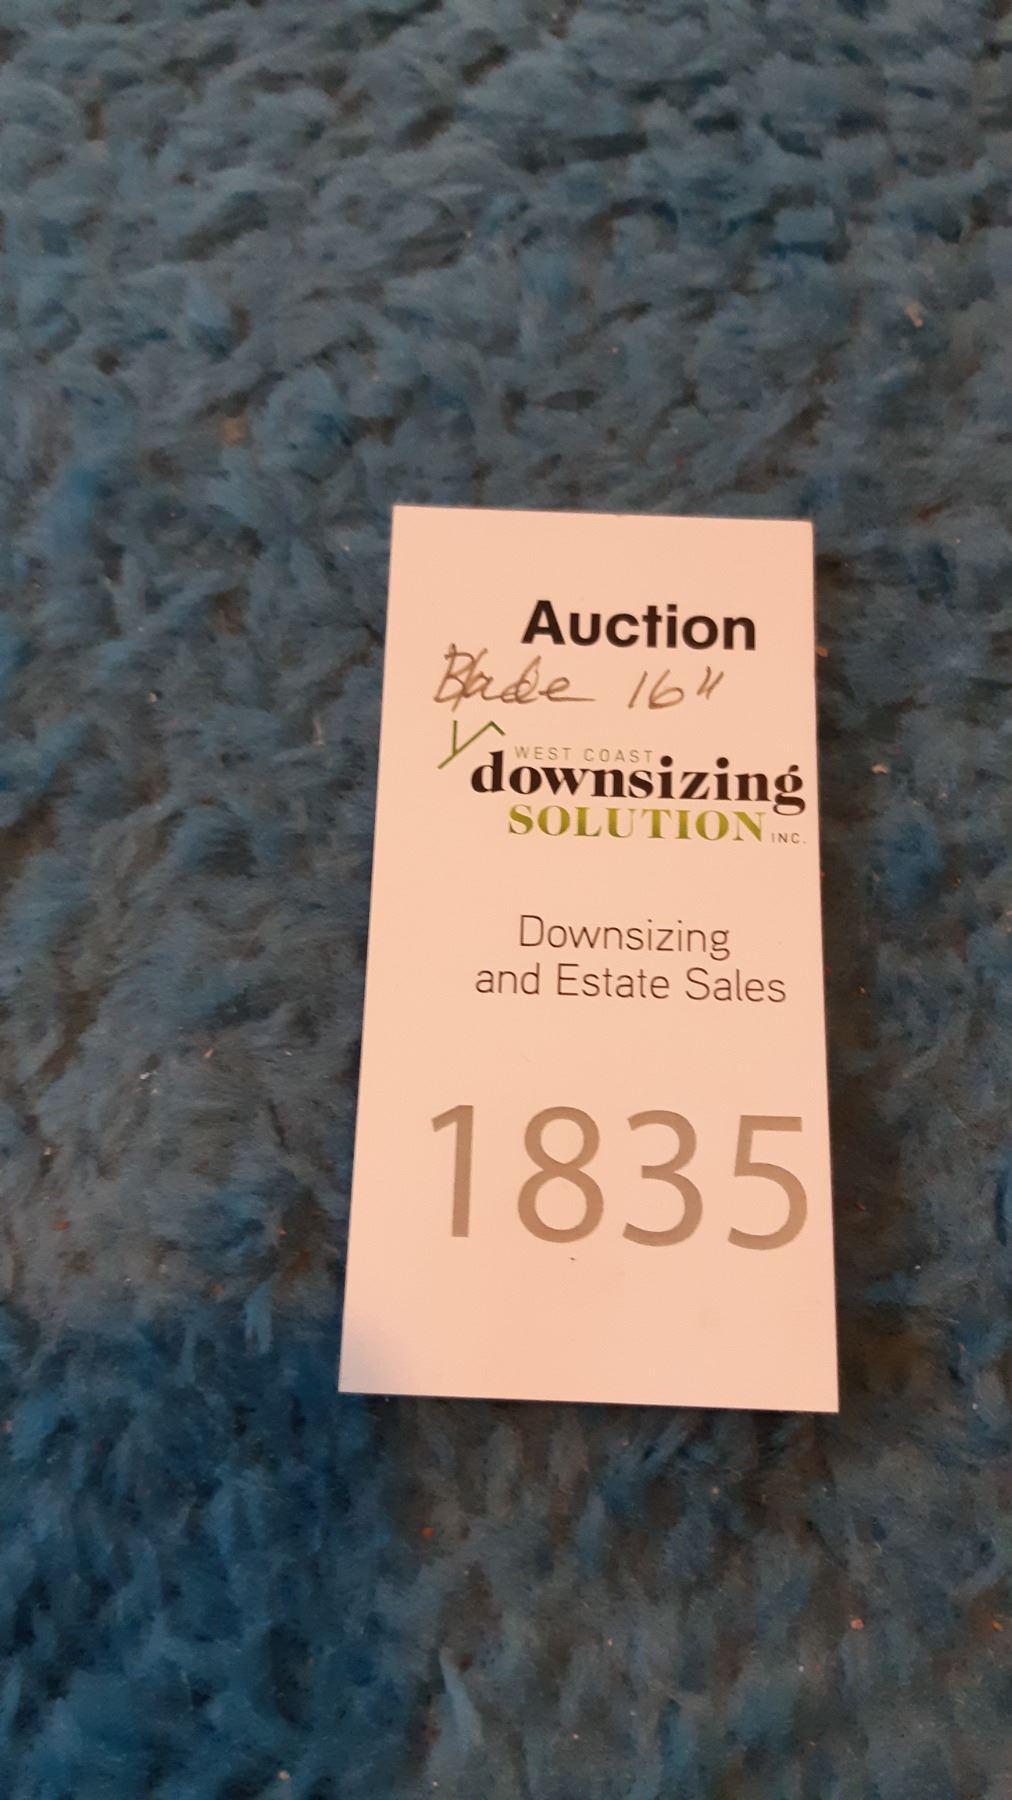 Auction
Blade 16"
WEST COAST
downsizing
SOLUTION INC.
Downsizing
and Estate Sales
1835